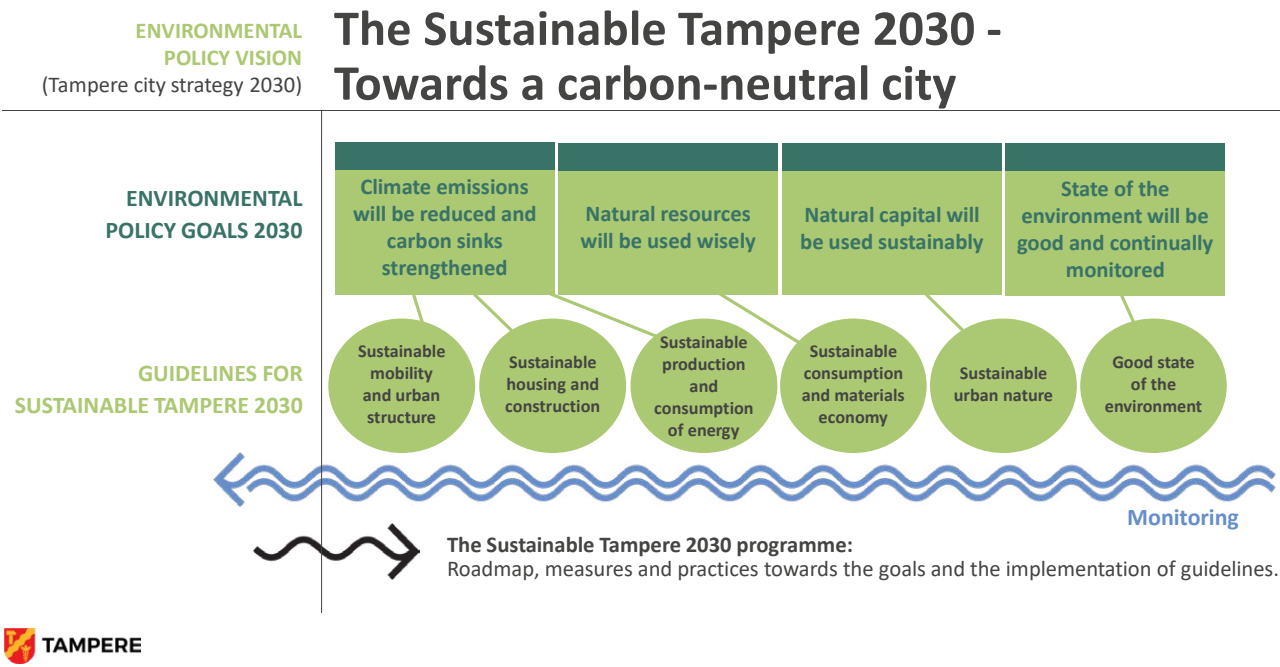 ENVIRONMENTAL
POLICY VISION
(Tampere city strategy 2030)
The Sustainable Tampere 2030 -
Towards a carbon-neutral city
ENVIRONMENTAL
POLICY GOALS 2030
Climate emissions
will be reduced and
carbon sinks
strengthened
Natural resources
will be used wisely
Natural capital will
be used sustainably
State of the
environment will be
good and continually
monitored
GUIDELINES FOR
SUSTAINABLE TAMPERE 2030
Sustainable
mobility
and urban
structure
Sustainable
housing and
construction
Sustainable
production
and
consumption
of energy
Sustainable
consumption
and materials
economy
Sustainable
urban nature
Good state
of the
environment
Monitoring
The Sustainable Tampere 2030 programme:
Roadmap, measures and practices towards the goals and the implementation of guidelines.
TAMPERE